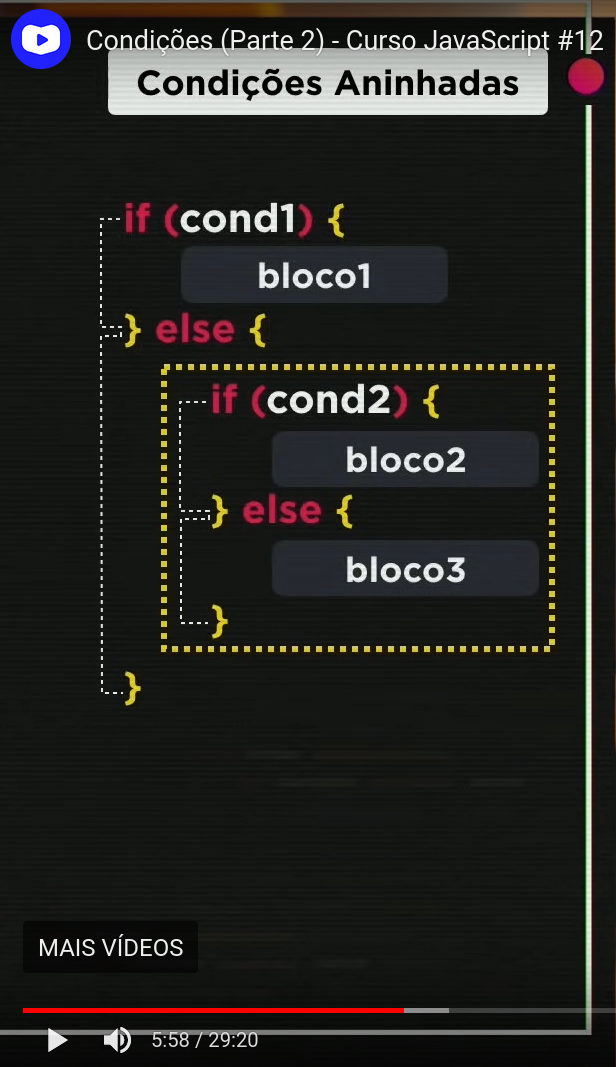 Condições (Parte 2) - Curso JavaScript #12
Condições Aninhadas
if (cond1) {
bloco1
} else {
if (cond2) {
bloco2
} else {
bloco3
}
}
MAIS VÍDEOS
5:58 / 29:20